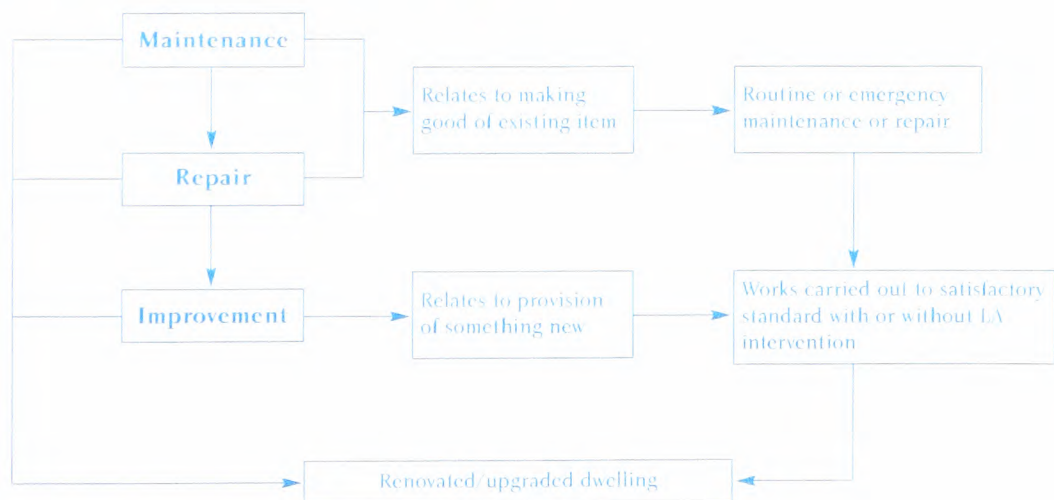 Maintenance
Relates to making
good of existing item
Routine or emergency
maintenance or repair
Repair
Improvement
Relates to provision
of something new
Works carried out to satisfactory
standard with or without LA
intervention
Renovated/upgraded dwelling